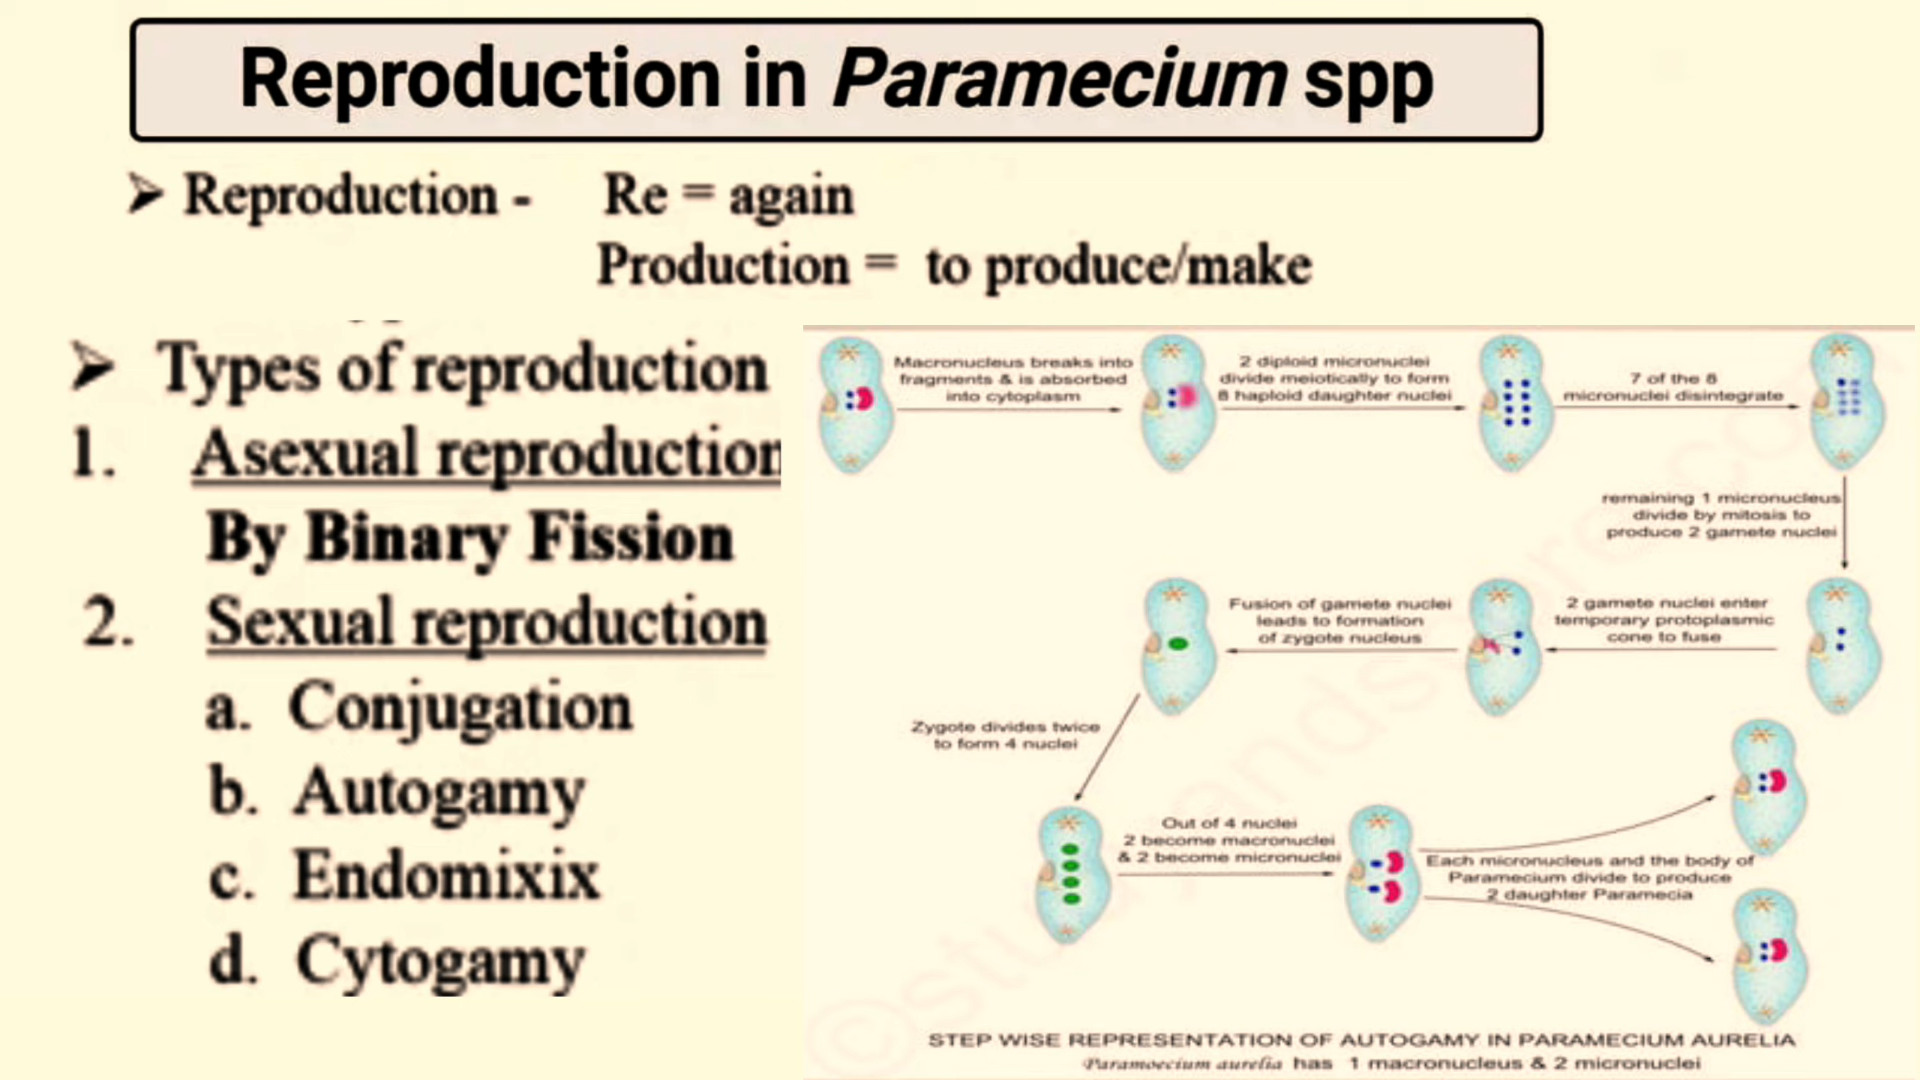 Reproduction in Paramecium spp
➤ Reproduction - Re = again
Production = to produce/make
➤ Types of reproduction
1. Asexual reproduction
By Binary Fission
2. Sexual reproduction
a. Conjugation
b. Autogamy
c. Endomixix
d. Cytogamy
Macronucleus breaks into
fragments & is absorbed
into cytoplasm
2 diploid micronuclei
divide meiotically to form
8 haploid daughter nuclei
7 of the 8
micronuclei disintegrate
remaining 1 micronucleus
divide by mitosis to
produce 2 gamete nuclei
2 gamete nuclei enter
temporary protoplasmic
cone to fuse
Fusion of gamete nuclei
leads to formation
of zygote nucleus
Zygote divides twice
to form 4 nuclei
Out of 4 nuclei
2 become macronuclei
& 2 become micronuclei
Each micronucleus and the body of
Paramecium divide to produce
2 daughter Paramecia
STEP WISE REPRESENTATION OF AUTOGAMY IN PARAMECIUM AURELIA
Paramoecium aurelia has 1 macronucleus & 2 micronuclei